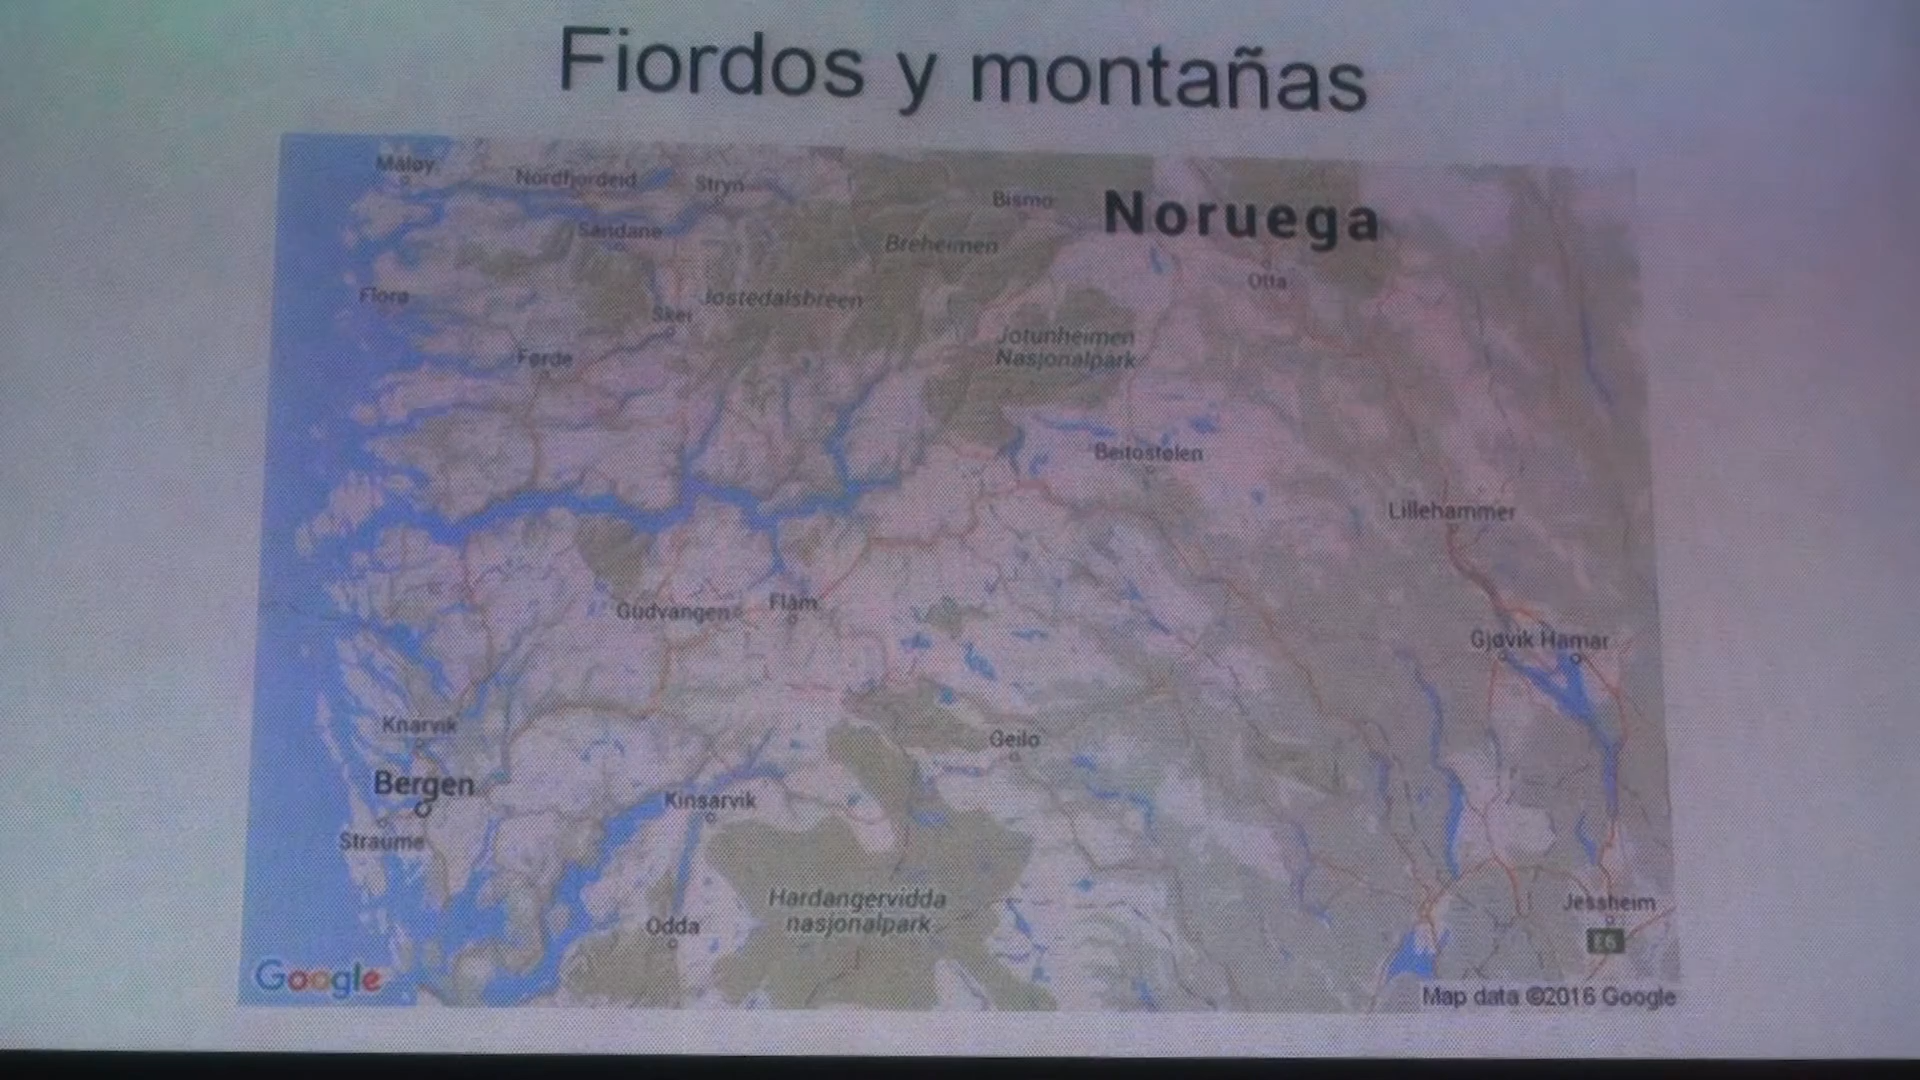 Fiordos y montañas
Måløy
Nordfjordeid
Stryn
Bismo
Noruega
Sandane
Breheimen
Otta
Florø
Jostedalsbreen
Skei
Jotunheimen
Nasjonalpark
Førde
Beitostølen
Lillehammer
Gudvangen
Flåm
Gjøvik
Hamar
Knarvik
Geilo
Bergen
Kinsarvik
Straume
Hardangervidda
nasjonalpark
Jessheim
Odda
E6
Google
Map data ©2016 Google